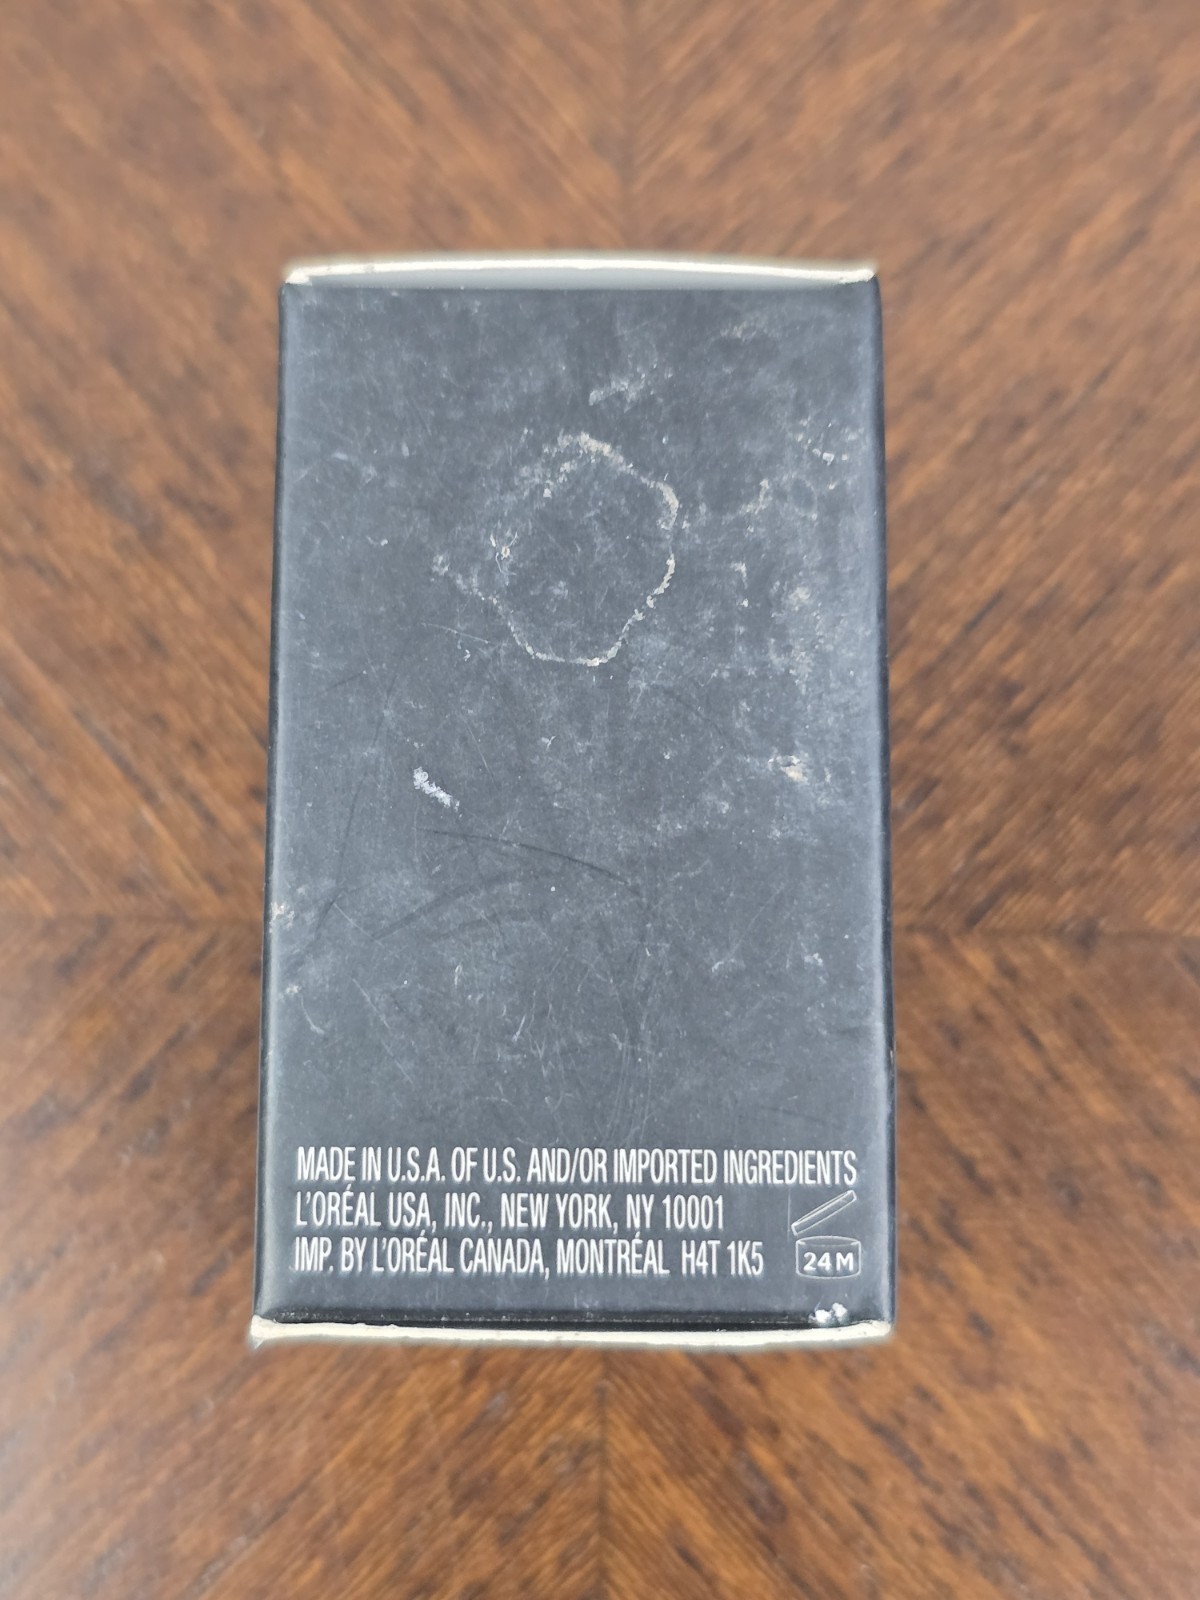 MADE IN U.S.A. OF U.S. AND/OR IMPORTED INGREDIENTS
L'ORÉAL USA, INC., NEW YORK, NY 10001
IMP. BY L'ORÉAL CANADA, MONTRÉAL H4T 1K5
24M